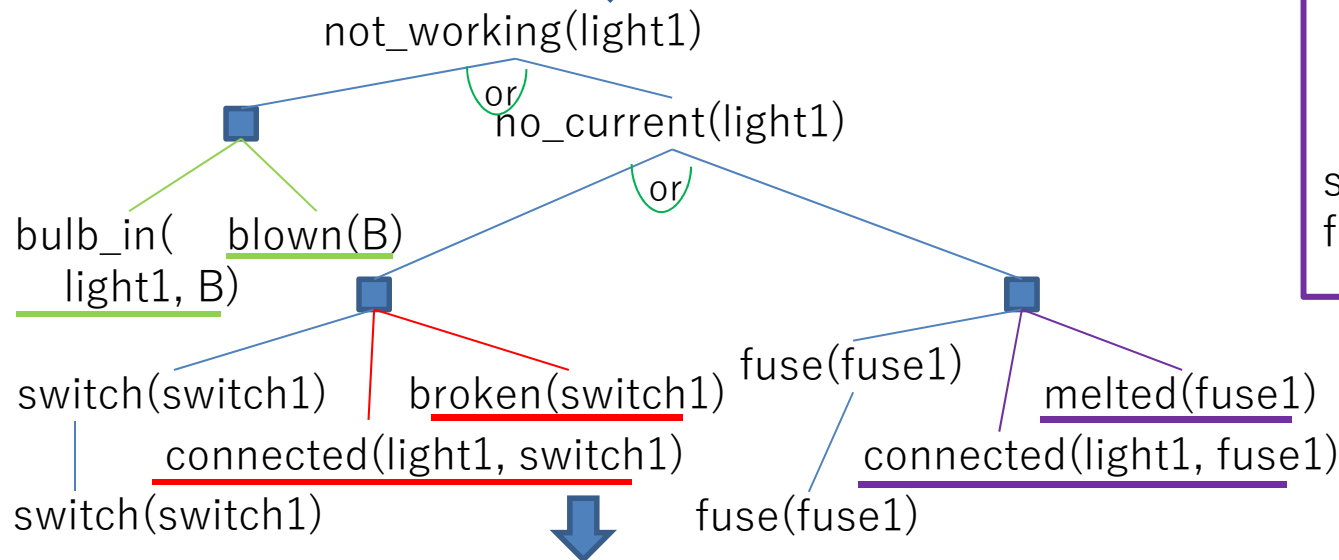 not_working(light1)
or
no_current(light1)
or
s
f
bulb_in(
light1, B)
blown(B)
switch(switch1)
broken(switch1)
connected(light1, switch1)
switch(switch1)
fuse(fuse1)
melted(fuse1)
connected(light1, fuse1)
fuse(fuse1)